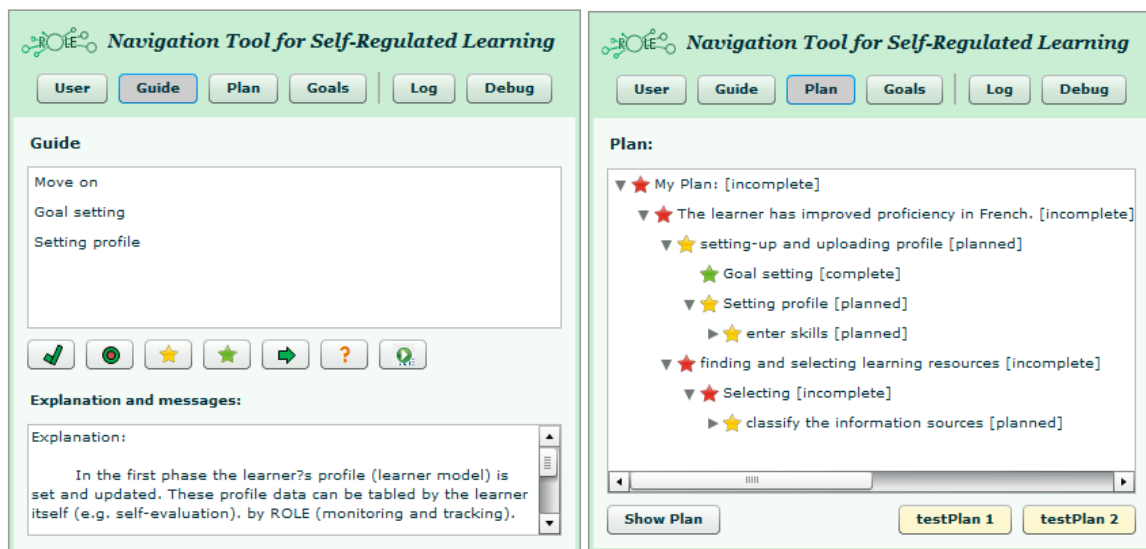 ROLE Navigation Tool for Self-Regulated Learning
User Guide Plan Goals Log Debug
Guide
Move on
Goal setting
Setting profile
?
Explanation and messages:
Explanation:
In the first phase the learner?s profile (learner model) is
set and updated. These profile data can be tabled by the learner
itself (e.g. self-evaluation). by ROLE (monitoring and tracking).
ROLE Navigation Tool for Self-Regulated Learning
User Guide Plan Goals Log Debug
Plan:
My Plan: [incomplete]
The learner has improved proficiency in French. [incomplete]
setting-up and uploading profile [planned]
Goal setting [complete]
Setting profile [planned]
enter skills [planned]
finding and selecting learning resources [incomplete]
Selecting [incomplete]
classify the information sources [planned]
Show Plan testPlan 1 testPlan 2